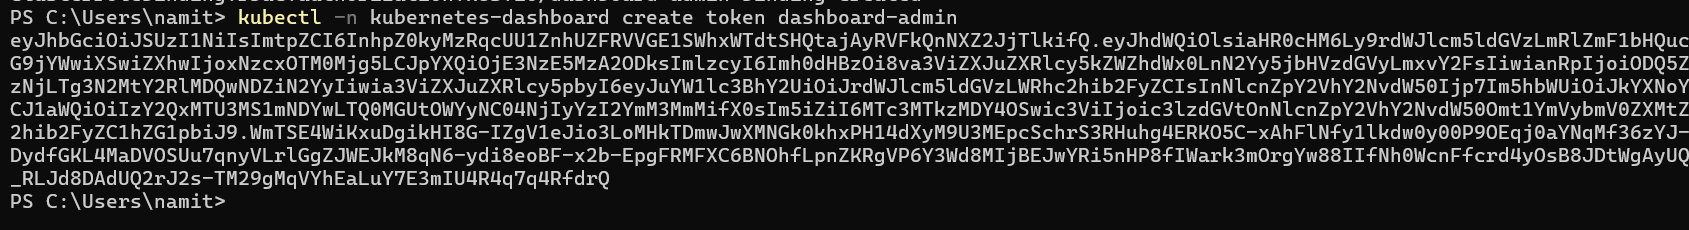 PS C:\Users\namit> kubectl -n kubernetes-dashboard create token dashboard-admin
eyJhbGciOiJSUzI1NiIsImtpZCI6InhpZ0kyMzRqcUU1ZnhUZFRVVGE1SWhxWTdtSHQtajAyRVFkQnNXZ2JjTlkifQ.eyJhdWQiOlsiaHR0cHM6Ly9rdWJlcm5ldGVzLmRlZmF1bHQuc
G9jYWwiXSwiZXhwIjoxNzcxOTM0Mjg5LCJpYXQiOjE3NzE5MzA2ODksImlzcyI6Imh0dHBzOi8va3ViZXJuZXRlcy5kZWZhdWx0LnN2Yy5jbHVzdGVyLmxvY2FsIiwianRpIjoiODQ5Z
zNjLTg3N2MtY2RlMDQwNDZiN2YyIiwia3ViZXJuZXRlcy5pbyI6eyJuYW1lc3BhY2UiOiJrdWJlcm5ldGVzLWRhc2hib2FyZCIsInNlcnZpY2VhY2NvdW50Ijp7Im5hbWUiOiJkYXNoY
CJ1aWQiOiIzY2QxMTU3MS1mNDYwLTQ0MGUtOWYyNC04NjIyYzI2YmM3MmMifX0sIm5iZiI6MTc3MTkzMDY4OSwic3ViIjoic3lzdGVtOnNlcnZpY2VhY2NvdW50Omt1YmVybmV0ZXMtZ
2hib2FyZC1hZG1pbiJ9.WmTSE4WiKxuDgikHI8G-IZgV1eJio3LoMHkTDmwJwXMNGk0khxPH14dXyM9U3MEpcSchrS3RHuhg4ERKO5C-xAhFlNfy1lkdw0y00P9OEqj0aYNqMf36zYJ-
DydfGKL4MaDVOSUu7qnyVLrlGgZJWEJkM8qN6-ydi8eoBF-x2b-EpgFRMFXC6BNOhfLpnZKRgVP6Y3Wd8MIjBEJwYRi5nHP8fIWark3mOrgYw88IIfNh0WcnFfcrd4yOsB8JDtWgAyUQ
_RLJd8DAdUQ2rJ2s-TM29gMqVYhEaLuY7E3mIU4R4q7q4RfdrQ
PS C:\Users\namit>